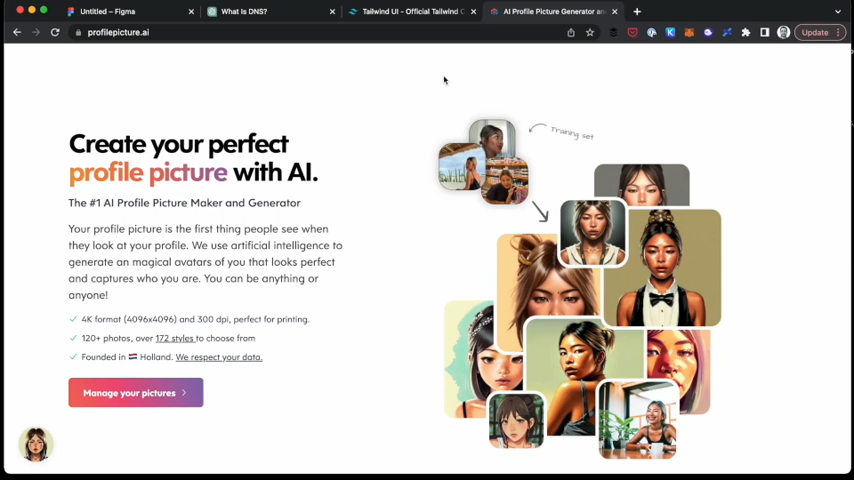 Untitled – Figma
What Is DNS?
Tailwind UI - Official Tailwind C
AI Profile Picture Generator an
profilepicture.ai
Update
Training set
Create your perfect
profile picture with AI.
The #1 AI Profile Picture Maker and Generator
Your profile picture is the first thing people see when
they look at your profile. We use artificial intelligence to
generate an magical avatars of you that looks perfect
and captures who you are. You can be anything or
anyone!
4K format (4096x4096) and 300 dpi, perfect for printing.
120+ photos, over 172 styles to choose from
Founded in Holland. We respect your data.
Manage your pictures